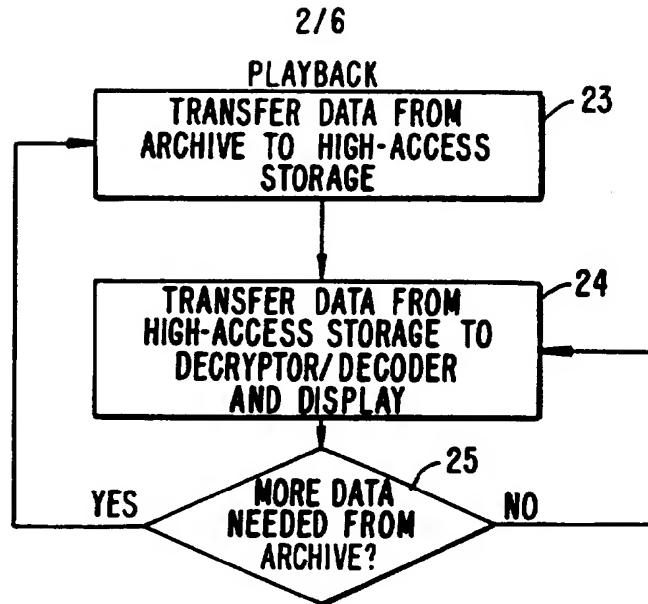 2/6
PLAYBACK
TRANSFER DATA FROM
ARCHIVE TO HIGH-ACCESS
STORAGE
23
TRANSFER DATA FROM
HIGH-ACCESS STORAGE TO
DECRYPTOR/DECODER
AND DISPLAY
24
MORE DATA
NEEDED FROM
ARCHIVE?
25
YES
NO